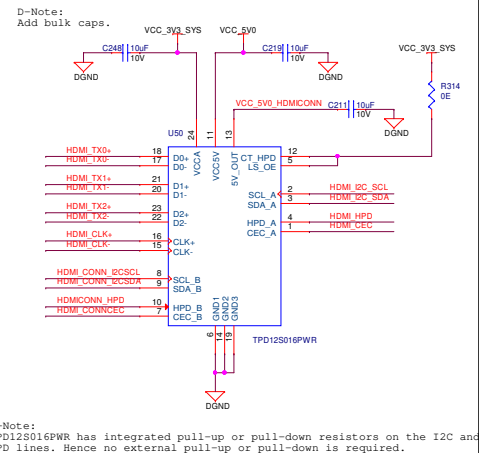 D-Note:
Add bulk caps.
VCC_3V3_SYS
VCC_5V0
C248
10uF
10V
DGND
C219
10uF
10V
DGND
VCC_3V3_SYS
R314
0E
VCC_5V0_HDMICONN
C211
10uF
10V
DGND
U50
24
11
13
VCCA
VCC5V
5V_OUT
HDMI_TX0+
18
D0+
HDMI_TX0-
17
D0-
HDMI_TX1+
21
D1+
HDMI_TX1-
20
D1-
HDMI_TX2+
23
D2+
HDMI_TX2-
22
D2-
HDMI_CLK+
16
CLK+
HDMI_CLK-
15
CLK-
HDMI_CONN_I2CSCL
8
SCL_B
HDMI_CONN_I2CSDA
9
SDA_B
HDMICONN_HPD
10
HPD_B
HDMI_CONNCEC
7
CEC_B
CT_HPD
12
LS_OE
5
SCL_A
2
HDMI_I2C_SCL
SDA_A
3
HDMI_I2C_SDA
HPD_A
4
HDMI_HPD
CEC_A
1
HDMI_CEC
GND1
GND2
GND3
6
14
19
TPD12S016PWR
DGND
-Note:
PD12S016PWR has integrated pull-up or pull-down resistors on the I2C and
PD lines. Hence no external pull-up or pull-down is required.